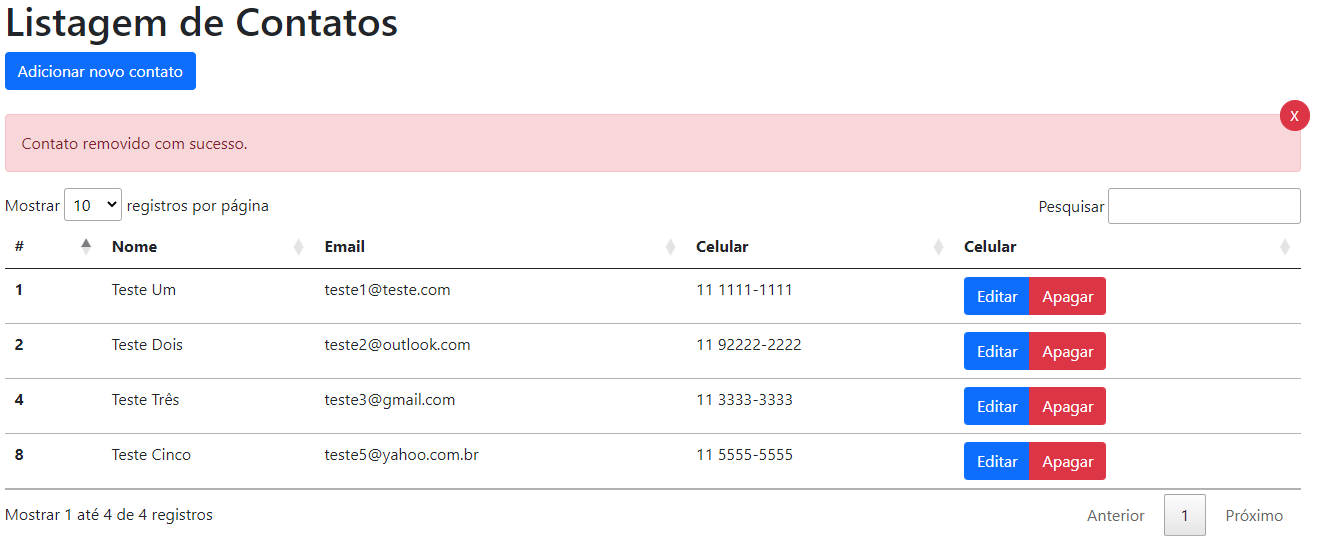 Listagem de Contatos
Adicionar novo contato
X
Contato removido com sucesso.
Mostrar 10 registros por página Pesquisar
# Nome Email Celular Celular
1 Teste Um teste1@teste.com 11 1111-1111 Editar Apagar
2 Teste Dois teste2@outlook.com 11 92222-2222 Editar Apagar
4 Teste Três teste3@gmail.com 11 3333-3333 Editar Apagar
8 Teste Cinco teste5@yahoo.com.br 11 5555-5555 Editar Apagar
Mostrar 1 até 4 de 4 registros Anterior 1 Próximo